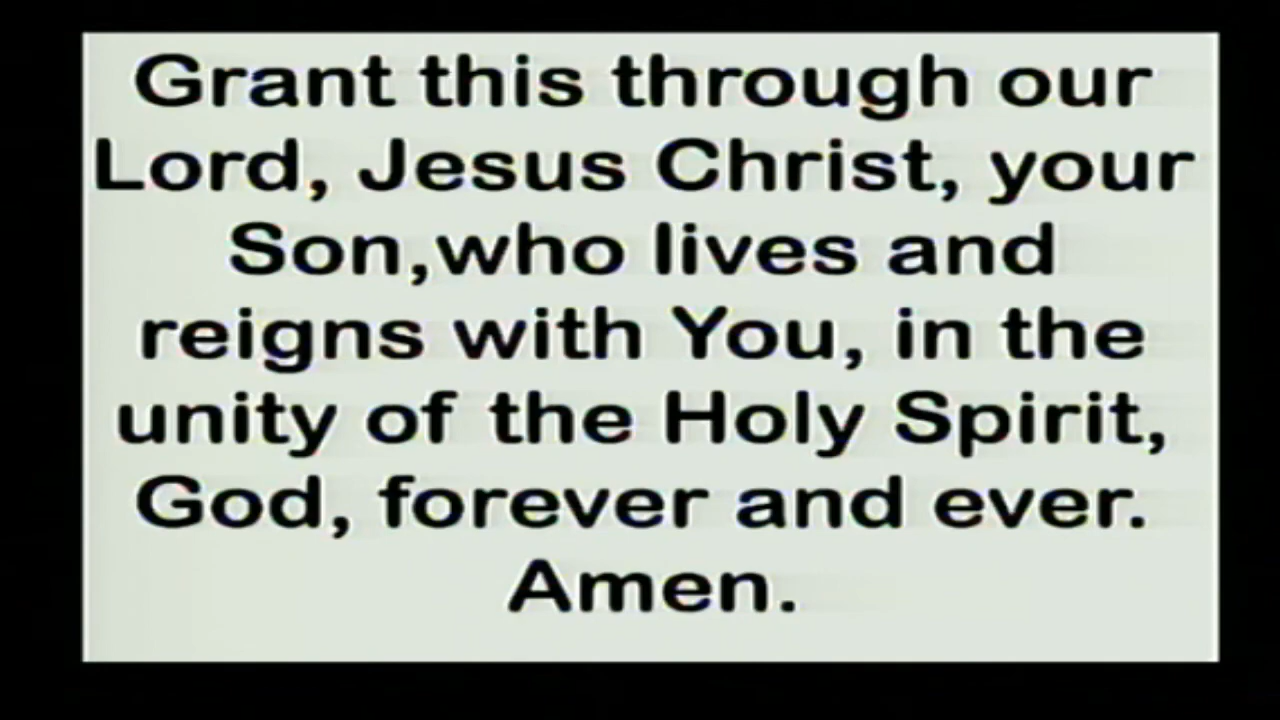 Grant this through our
Lord, Jesus Christ, your
Son,who lives and
reigns with You, in the
unity of the Holy Spirit,
God, forever and ever.
Amen.